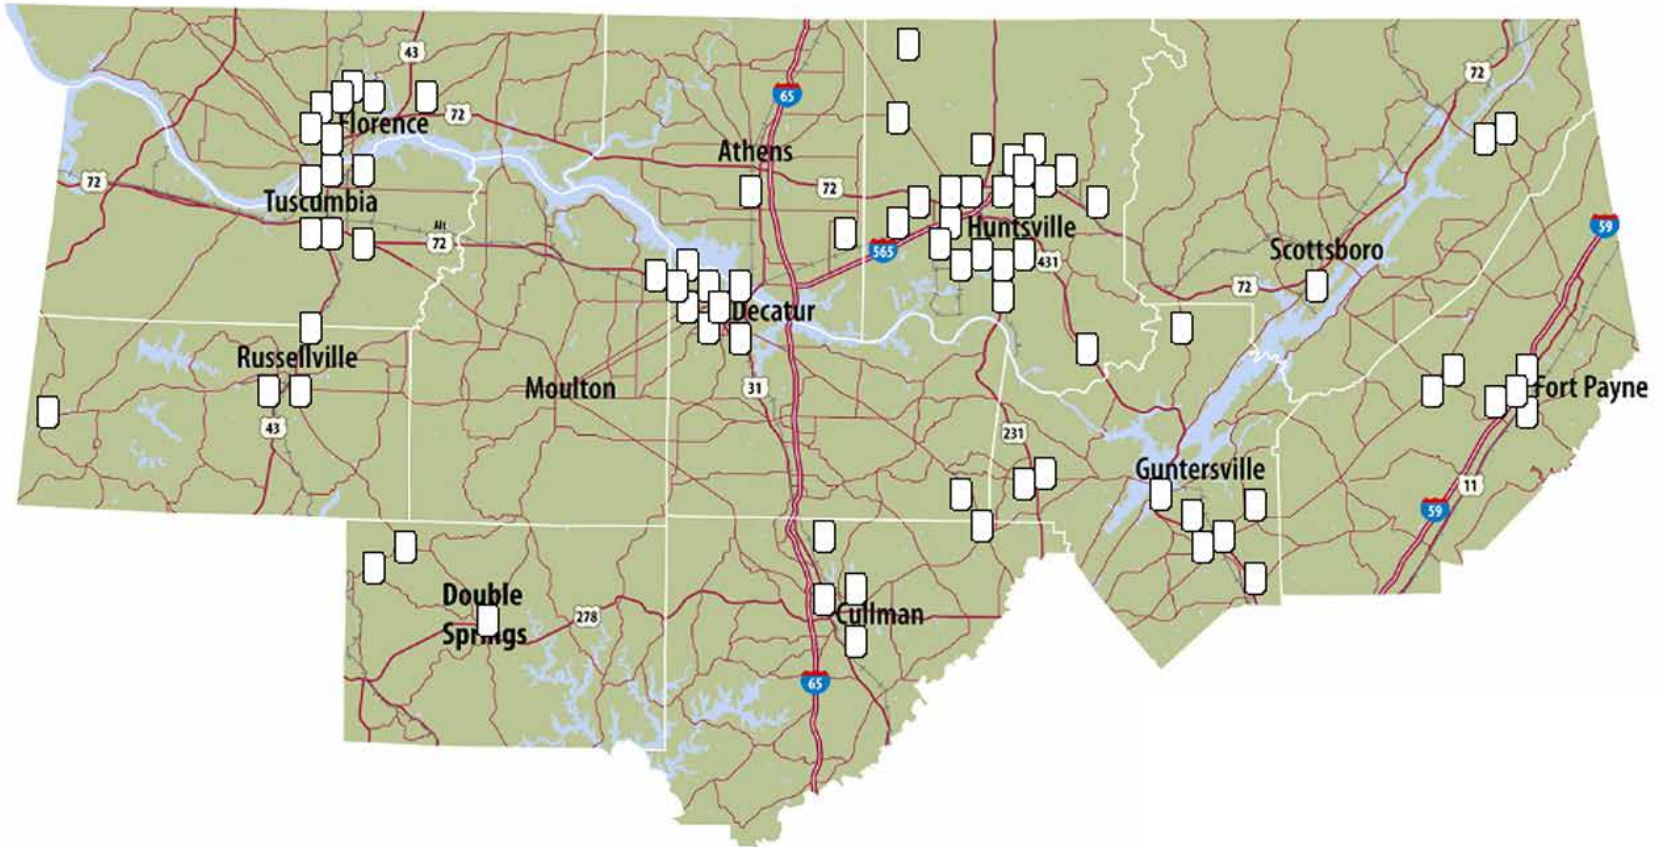 43
72
65
Florence
72
Athens
72
72
Tuscumbia
Alt
72
Huntsville
59
565
431
Scottsboro
72
Decatur
Russellville
Moulton
31
Fort Payne
43
231
Guntersville
11
59
Double
Springs
278
Cullman
65